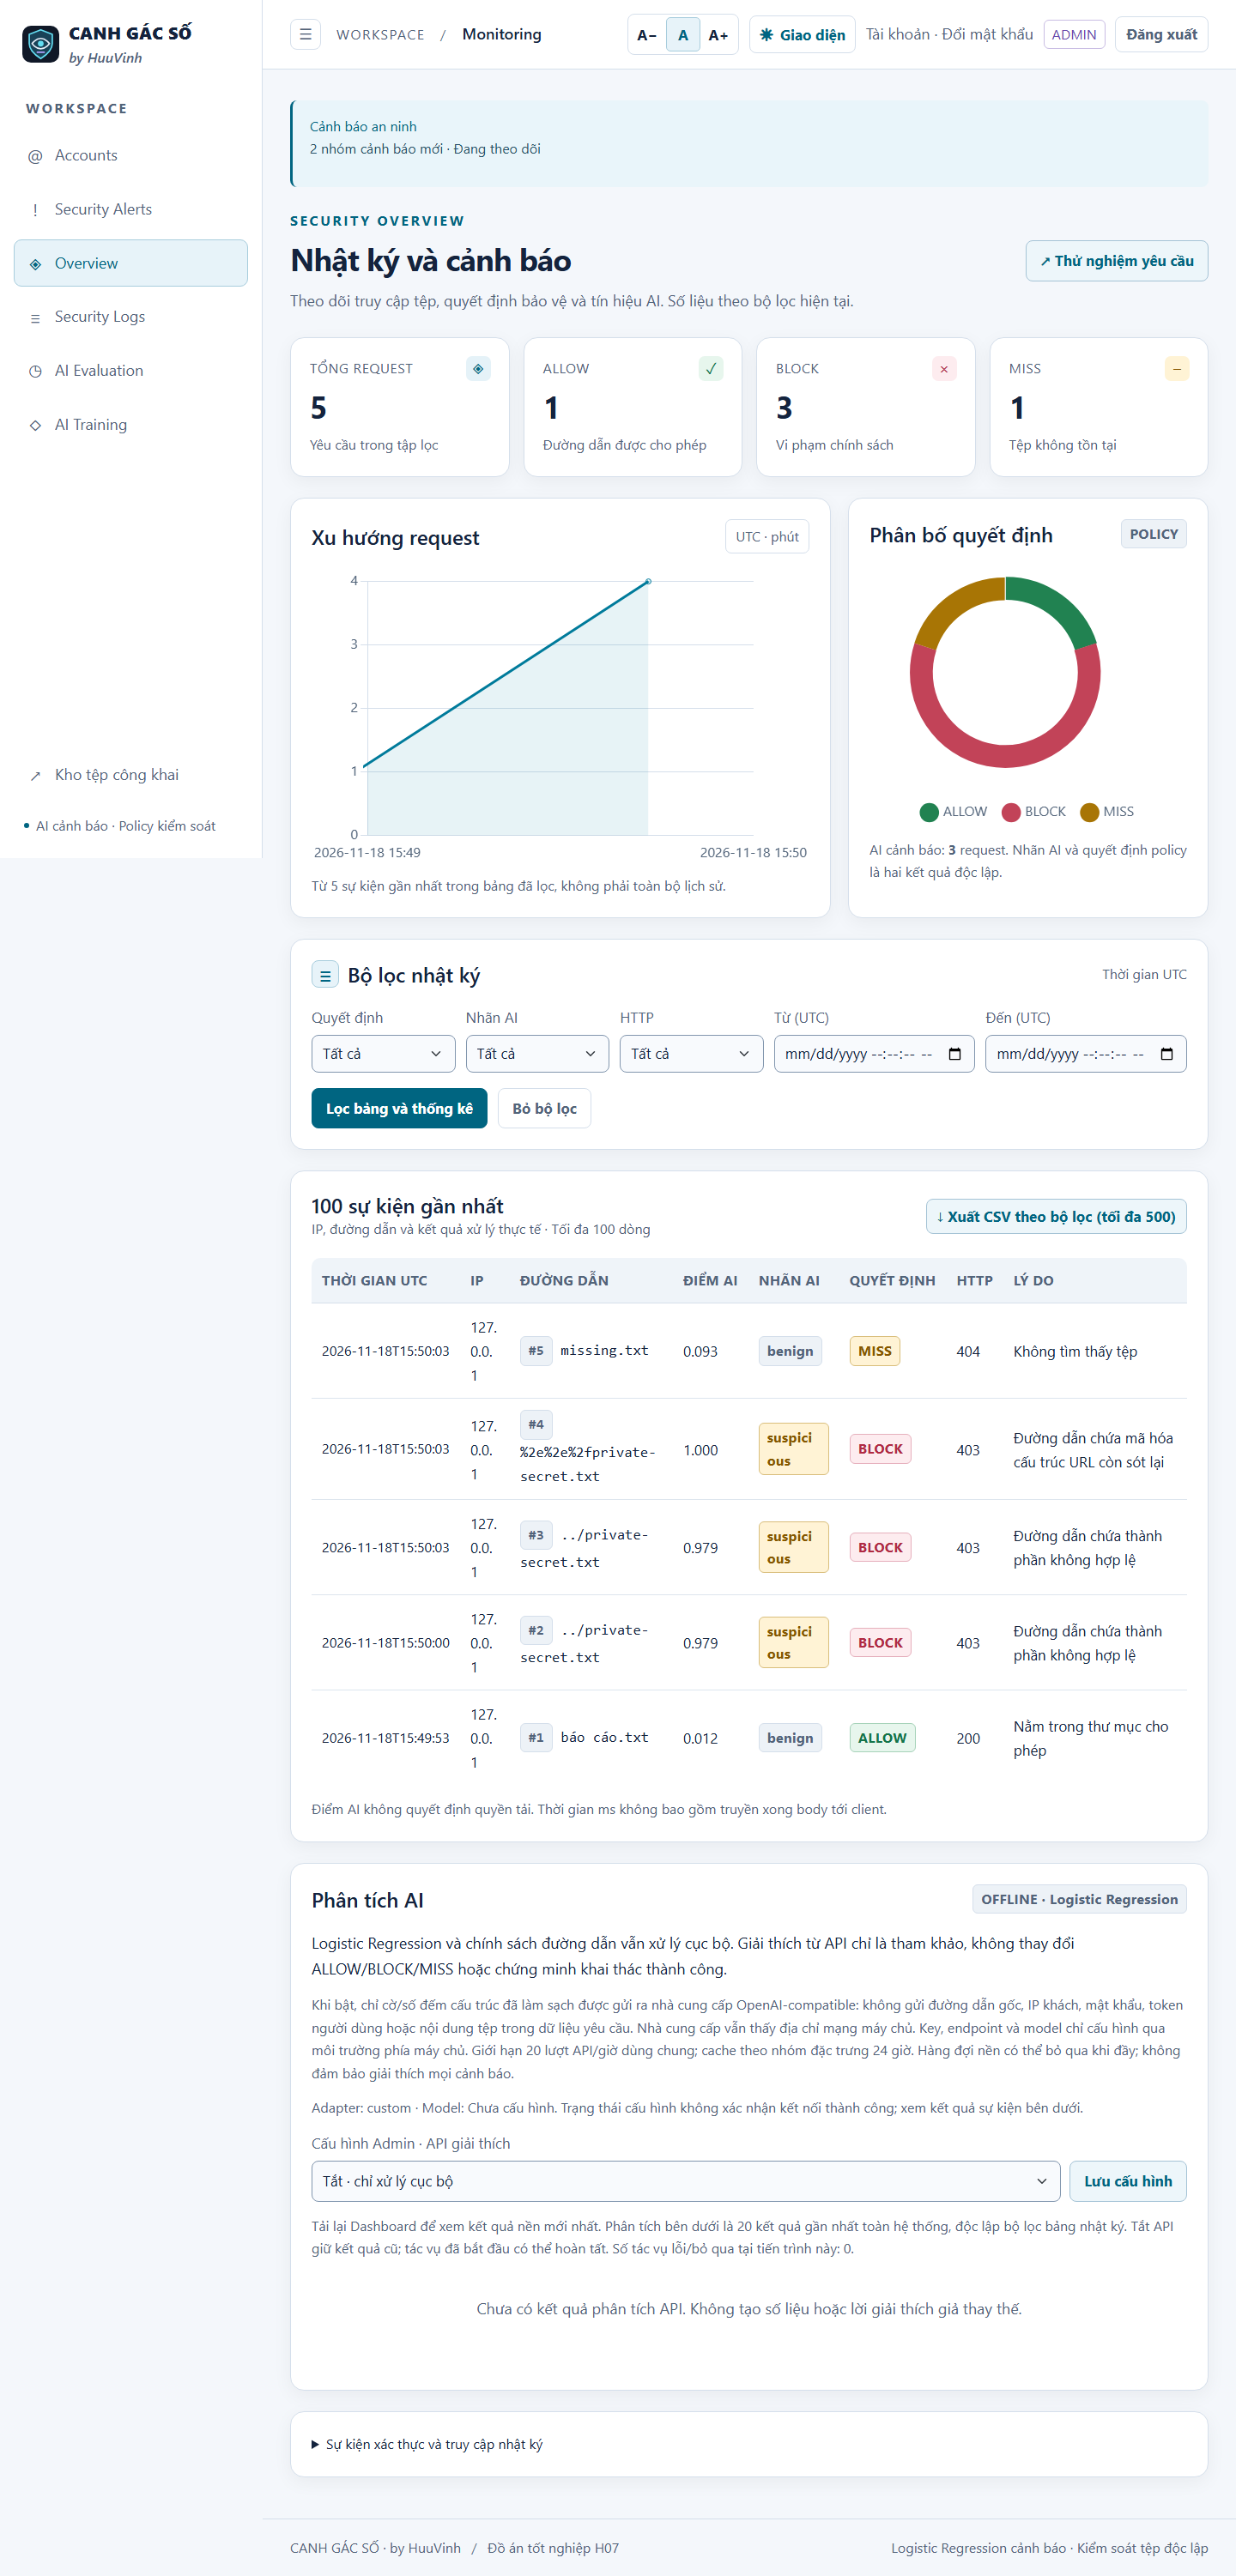 CANH GÁC SỐ
by HuuVinh
WORKSPACE / Monitoring
A− A A+
Giao diện
Tài khoản · Đổi mật khẩu
ADMIN
Đăng xuất
WORKSPACE
@ Accounts
! Security Alerts
Overview
Security Logs
AI Evaluation
AI Training
↗ Kho tệp công khai
AI cảnh báo · Policy kiểm soát
Cảnh báo an ninh
2 nhóm cảnh báo mới · Đang theo dõi
SECURITY OVERVIEW
Nhật ký và cảnh báo
↗ Thử nghiệm yêu cầu
Theo dõi truy cập tệp, quyết định bảo vệ và tín hiệu AI. Số liệu theo bộ lọc hiện tại.
TỔNG REQUEST
5
Yêu cầu trong tập lọc
ALLOW ✓
1
Đường dẫn được cho phép
BLOCK ×
3
Vi phạm chính sách
MISS −
1
Tệp không tồn tại
Xu hướng request
UTC · phút
4
3
2
1
0
2026-11-18 15:49 2026-11-18 15:50
Từ 5 sự kiện gần nhất trong bảng đã lọc, không phải toàn bộ lịch sử.
Phân bố quyết định
POLICY
ALLOW BLOCK MISS
AI cảnh báo: 3 request. Nhãn AI và quyết định policy
là hai kết quả độc lập.
Bộ lọc nhật ký
Thời gian UTC
Quyết định Nhãn AI HTTP Từ (UTC) Đến (UTC)
Tất cả Tất cả Tất cả mm/dd/yyyy --:--:-- -- mm/dd/yyyy --:--:-- --
Lọc bảng và thống kê Bỏ bộ lọc
100 sự kiện gần nhất
IP, đường dẫn và kết quả xử lý thực tế · Tối đa 100 dòng
↓ Xuất CSV theo bộ lọc (tối đa 500)
THỜI GIAN UTC IP ĐƯỜNG DẪN ĐIỂM AI NHÃN AI QUYẾT ĐỊNH HTTP LÝ DO
2026-11-18T15:50:03 127.0.0.1 #5 missing.txt 0.093 benign MISS 404 Không tìm thấy tệp
2026-11-18T15:50:03 127.0.0.1 #4 %2e%2e%2fprivate-secret.txt 1.000 suspicious BLOCK 403 Đường dẫn chứa mã hóa cấu trúc URL còn sót lại
2026-11-18T15:50:03 127.0.0.1 #3 ../private-secret.txt 0.979 suspicious BLOCK 403 Đường dẫn chứa thành phần không hợp lệ
2026-11-18T15:50:00 127.0.0.1 #2 ../private-secret.txt 0.979 suspicious BLOCK 403 Đường dẫn chứa thành phần không hợp lệ
2026-11-18T15:49:53 127.0.0.1 #1 báo cáo.txt 0.012 benign ALLOW 200 Nằm trong thư mục cho phép
Điểm AI không quyết định quyền tải. Thời gian ms không bao gồm truyền xong body tới client.
Phân tích AI
OFFLINE · Logistic Regression
Logistic Regression và chính sách đường dẫn vẫn xử lý cục bộ. Giải thích từ API chỉ là tham khảo, không thay đổi
ALLOW/BLOCK/MISS hoặc chứng minh khai thác thành công.
Khi bật, chỉ cờ/số đếm cấu trúc đã làm sạch được gửi ra nhà cung cấp OpenAI-compatible: không gửi đường dẫn gốc, IP khách, mật khẩu, token
người dùng hoặc nội dung tệp trong dữ liệu yêu cầu. Nhà cung cấp vẫn thấy địa chỉ mạng máy chủ. Key, endpoint và model chỉ cấu hình qua
môi trường phía máy chủ. Giới hạn 20 lượt API/giờ dùng chung; cache theo nhóm đặc trưng 24 giờ. Hàng đợi nền có thể bỏ qua khi đầy; không
đảm bảo giải thích mọi cảnh báo.
Adapter: custom · Model: Chưa cấu hình. Trạng thái cấu hình không xác nhận kết nối thành công; xem kết quả sự kiện bên dưới.
Cấu hình Admin · API giải thích
Tắt · chỉ xử lý cục bộ
Lưu cấu hình
Tải lại Dashboard để xem kết quả nền mới nhất. Phân tích bên dưới là 20 kết quả gần nhất toàn hệ thống, độc lập bộ lọc bảng nhật ký. Tắt API
giữ kết quả cũ; tác vụ đã bắt đầu có thể hoàn tất. Số tác vụ lỗi/bỏ qua tại tiến trình này: 0.
Chưa có kết quả phân tích API. Không tạo số liệu hoặc lời giải thích giả thay thế.
▶ Sự kiện xác thực và truy cập nhật ký
CANH GÁC SỐ · by HuuVinh / Đồ án tốt nghiệp H07
Logistic Regression cảnh báo · Kiểm soát tệp độc lập